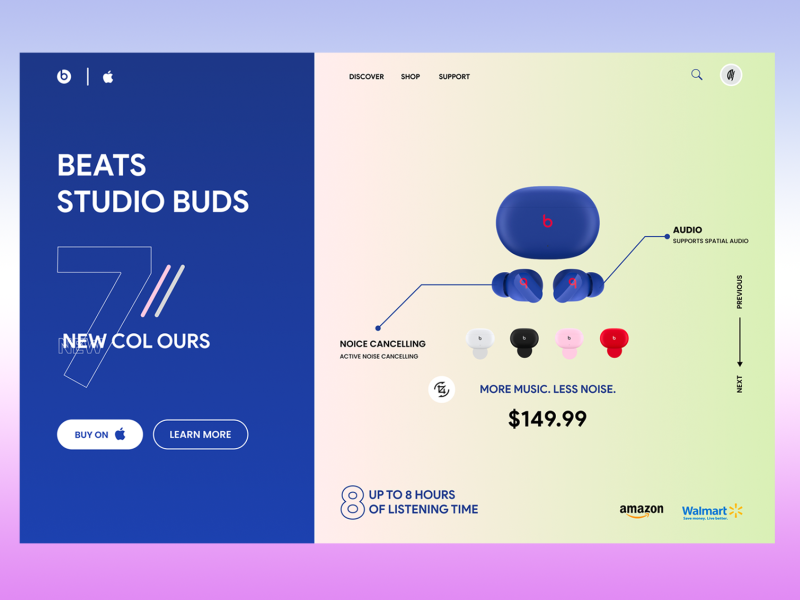 DISCOVER
SHOP
SUPPORT
BEATS
STUDIO BUDS
7
NEW
NEW COL OURS
BUY ON
LEARN MORE
AUDIO
SUPPORTS SPATIAL AUDIO
NOICE CANCELLING
ACTIVE NOISE CANCELLING
PREVIOUS
NEXT
MORE MUSIC. LESS NOISE.
$149.99
8
UP TO 8 HOURS
OF LISTENING TIME
amazon
Walmart
Save money. Live better.